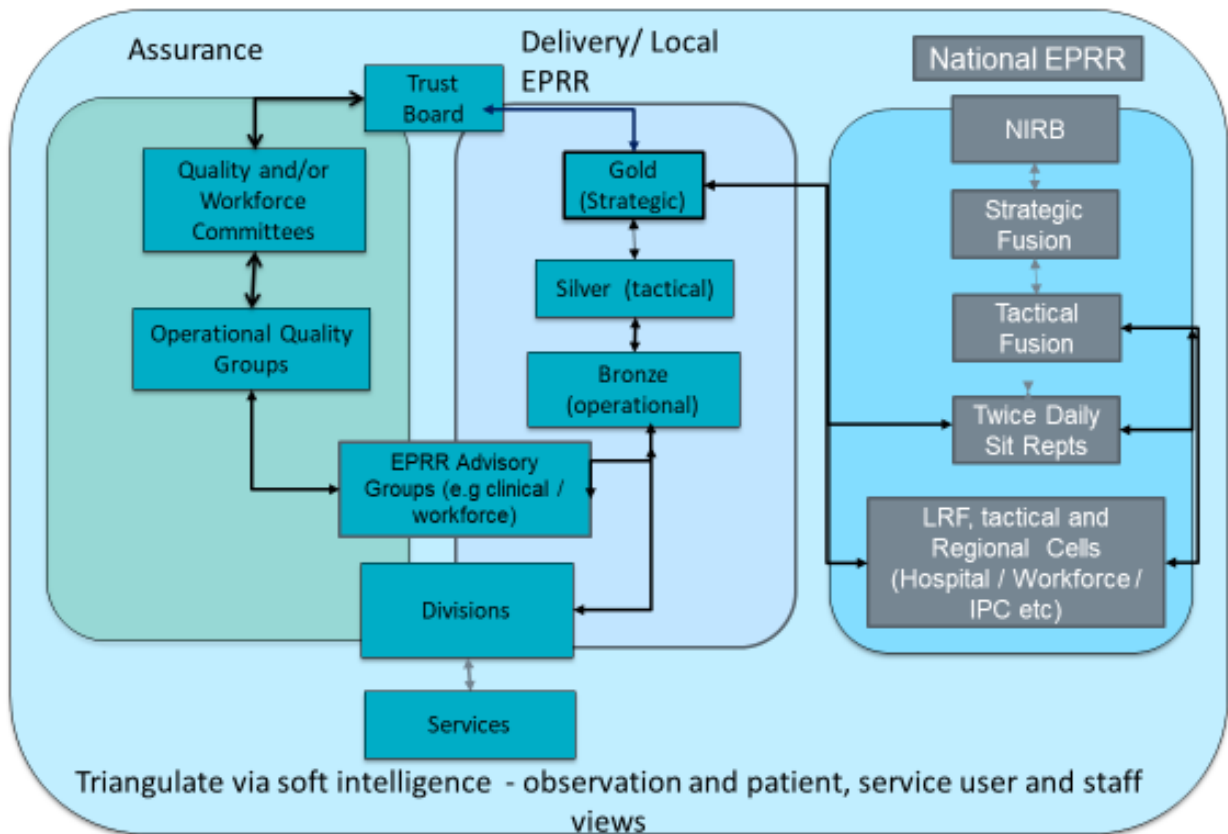 Assurance
Delivery/ Local
EPRR
National EPRR
Trust
Board
Quality and/or
Workforce
Committees
Operational Quality
Groups
Gold
(Strategic)
Silver (tactical)
Bronze
(operational)
EPRR Advisory
Groups (e.g clinical /
workforce)
Divisions
Services
NIRB
Strategic
Fusion
Tactical
Fusion
Twice Daily
Sit Repts
LRF, tactical and
Regional Cells
(Hospital / Workforce /
IPC etc)
Triangulate via soft intelligence - observation and patient, service user and staff
views